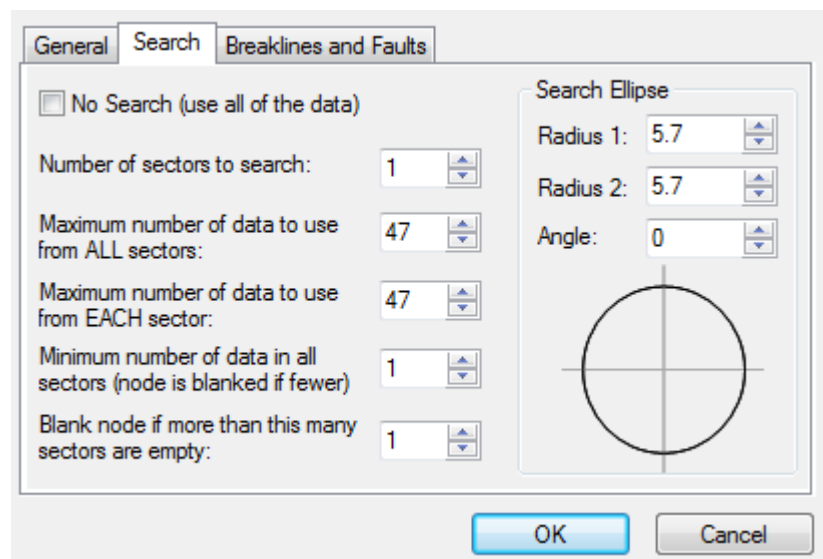 General Search Breaklines and Faults
No Search (use all of the data)
Number of sectors to search: 1
Maximum number of data to use
from ALL sectors: 47
Maximum number of data to use
from EACH sector: 47
Minimum number of data in all
sectors (node is blanked if fewer) 1
Blank node if more than this many
sectors are empty: 1
Search Ellipse
Radius 1: 5.7
Radius 2: 5.7
Angle: 0
OK Cancel